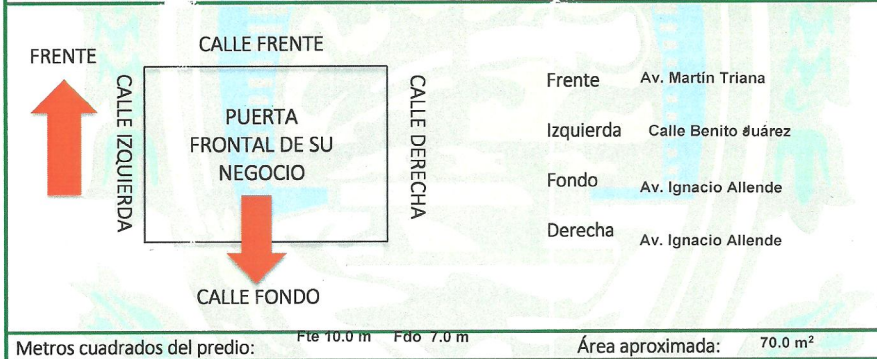 FRENTE
CALLE FRENTE
CALLE IZQUIERDA
PUERTA
FRONTAL DE SU
NEGOCIO
CALLE DERECHA
CALLE FONDO
Frente Av. Martín Triana
Izquierda Calle Benito Juárez
Fondo Av. Ignacio Allende
Derecha Av. Ignacio Allende
Metros cuadrados del predio: Fte 10.0 m Fdo 7.0 m Área aproximada: 70.0 m²